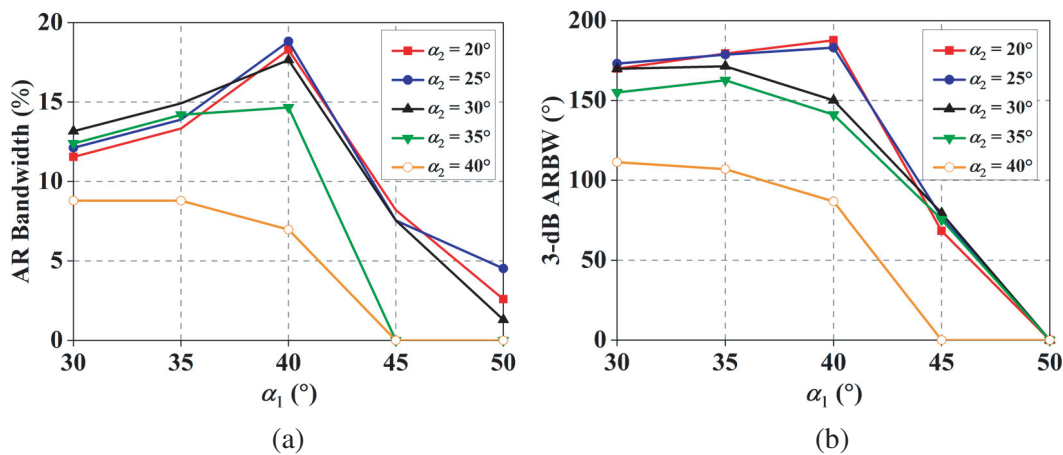 20
15
10
5
0
AR Bandwidth (%)
30 35 40 45 50
α₁ (°)
α₂ = 20°
α₂ = 25°
α₂ = 30°
α₂ = 35°
α₂ = 40°
(a)
200
150
100
50
0
3-dB ARBW (°)
30 35 40 45 50
α₁ (°)
α₂ = 20°
α₂ = 25°
α₂ = 30°
α₂ = 35°
α₂ = 40°
(b)